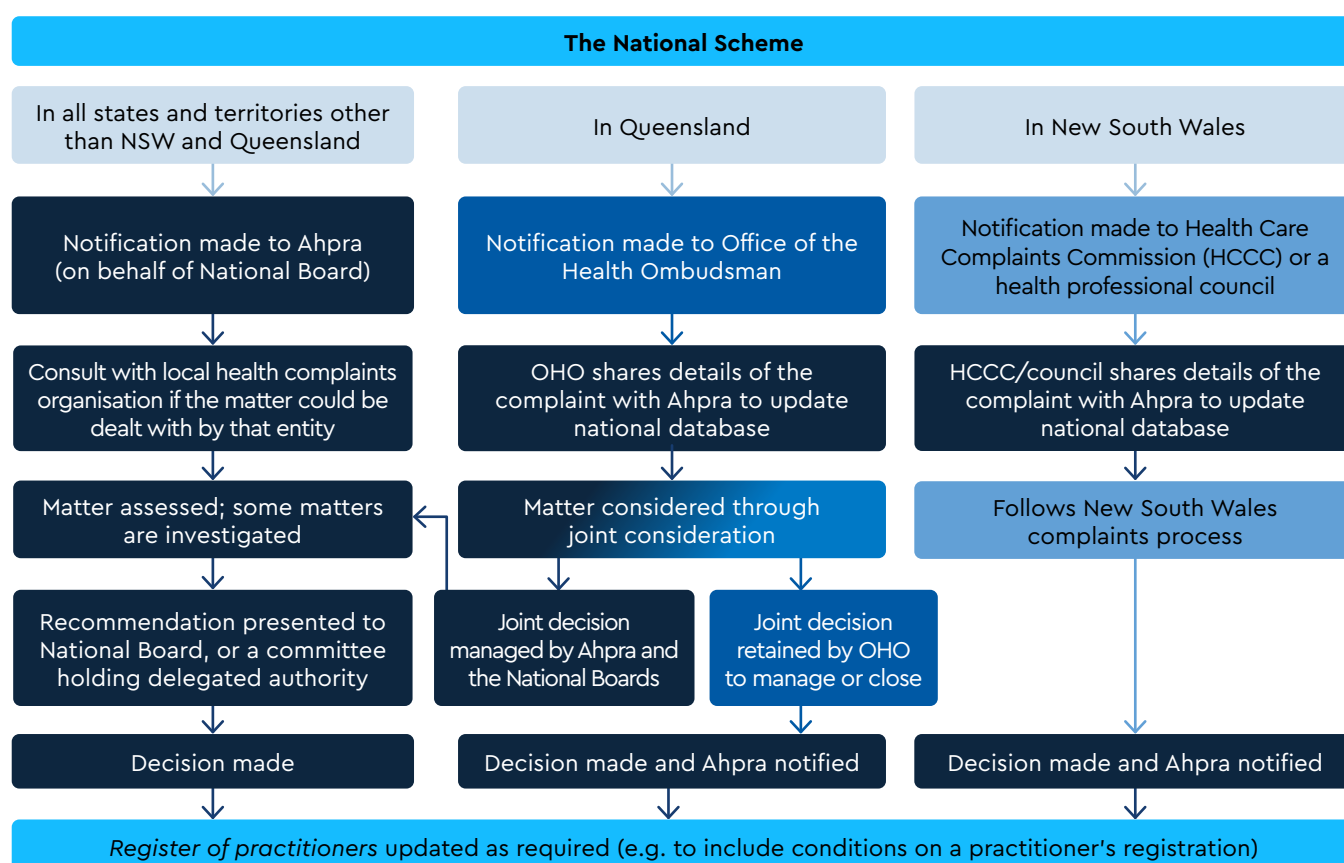 The National Scheme
In all states and territories other
than NSW and Queensland
Notification made to Ahpra
(on behalf of National Board)
Consult with local health complaints
organisation if the matter could be
dealt with by that entity
Matter assessed; some matters
are investigated
Recommendation presented to
National Board, or a committee
holding delegated authority
Decision made
In Queensland
Notification made to Office of the
Health Ombudsman
OHO shares details of the
complaint with Ahpra to update
national database
Matter considered through
joint consideration
Joint decision
managed by Ahpra and
the National Boards
Joint decision
retained by OHO
to manage or close
Decision made and Ahpra notified
In New South Wales
Notification made to Health Care
Complaints Commission (HCCC) or a
health professional council
HCCC/council shares details of the
complaint with Ahpra to update
national database
Follows New South Wales
complaints process
Decision made and Ahpra notified
Register of practitioners updated as required (e.g. to include conditions on a practitioner's registration)